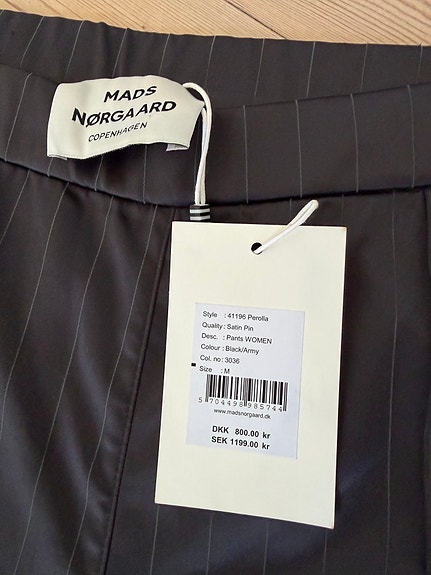 MADS
NØRGAARD
COPENHAGEN
Style : 41196 Perolla
Quality : Satin Pin
Desc. : Pants WOMEN
Colour : Black/Army
Col. no : 3036
Size : M
5 704498 985744
www.madsnorgaard.dk
DKK 800.00 kr
SEK 1199.00 kr